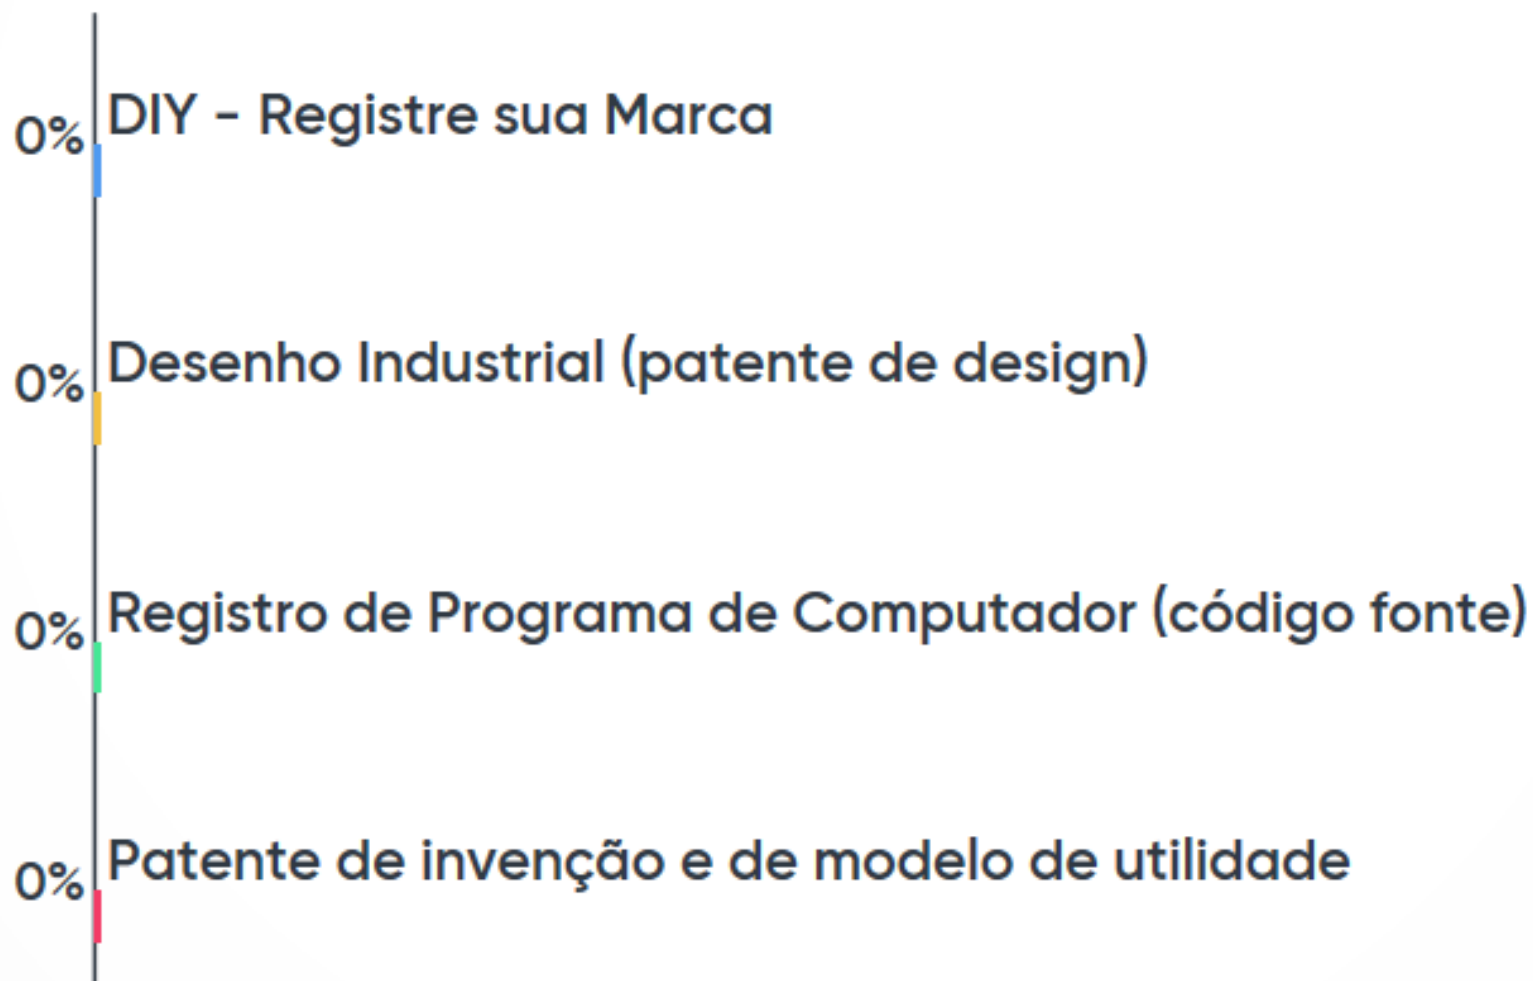 DIY - Registre sua Marca
0%
Desenho Industrial (patente de design)
0%
Registro de Programa de Computador (código fonte)
0%
Patente de invenção e de modelo de utilidade
0%